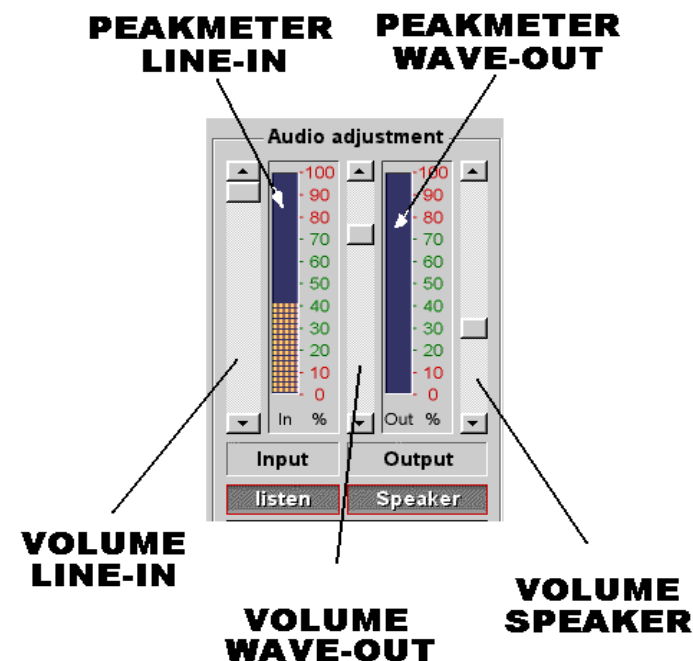 PEAKMETER
LINE-IN
PEAKMETER
WAVE-OUT
Audio adjustment
100
90
80
70
60
50
40
30
20
10
0
In %
100
90
80
70
60
50
40
30
20
10
0
Out %
Input
Output
listen
Speaker
VOLUME
LINE-IN
VOLUME
WAVE-OUT
VOLUME
SPEAKER